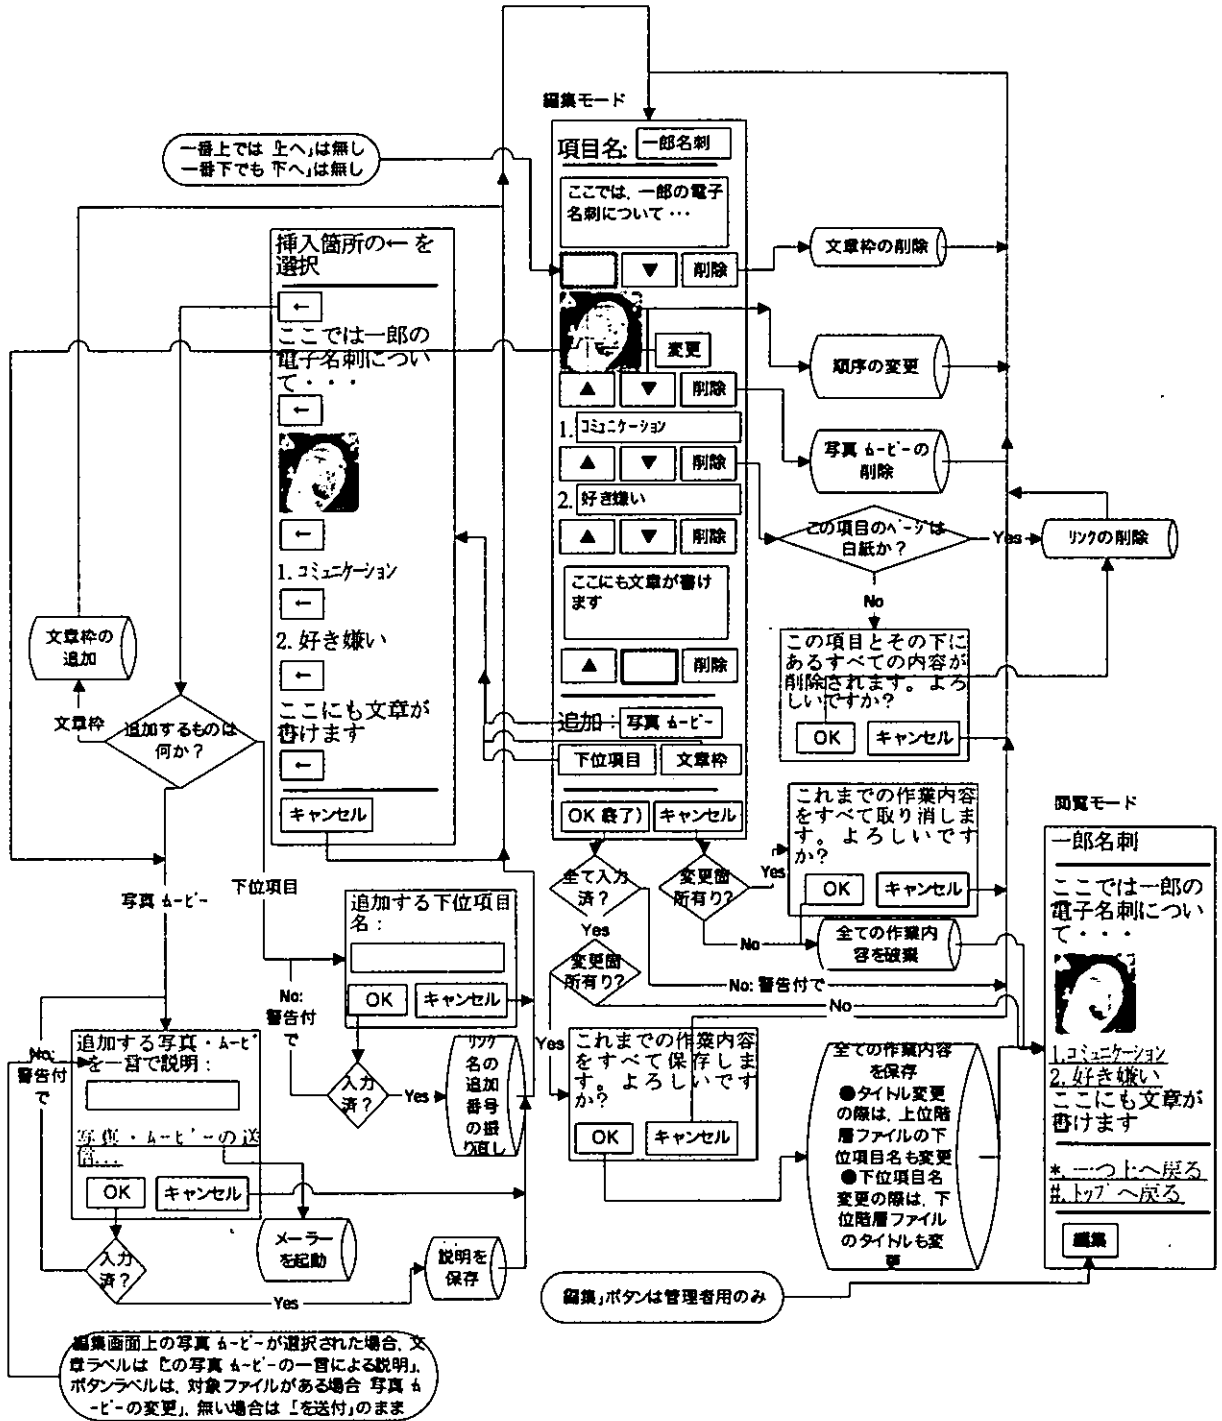 編集モード
項目名: 一郎名刺
一番上では「上へ」は無し
一番下でも「下へ」は無し
ここでは、一郎の電子
名刺について・・・
▼ 削除
文章枠の削除
変更
順序の変更
▲ ▼ 削除
1. コミュニケーション
写真 ムービーの
削除
▲ ▼ 削除
2. 好き嫌い
▲ ▼ 削除
この項目のページは
白紙か?
Yes
リンクの削除
No
ここにも文章が書け
ます
▲ 削除
この項目とその下に
あるすべての内容が
削除されます。よろ
しいですか?
OK キャンセル
追加: 写真 ムービー
下位項目 文章枠
OK 終了) キャンセル
挿入箇所の←を
選択
←
ここでは一郎の
電子名刺につい
て・・・
←
←
1. コミュニケーション
←
2. 好き嫌い
←
ここにも文章が
書けます
←
キャンセル
文章枠の
追加
文章枠
追加するものは
何か?
写真 ムービー
下位項目
これまでの作業内容
をすべて取り消しま
す。よろしいです
か?
OK キャンセル
全て入力
済?
変更箇
所有り?
Yes
Yes
No
全ての作業内
容を破棄
変更箇
所有り?
No: 警告付で
No
Yes
これまでの作業内容
をすべて保存しま
す。よろしいです
か?
OK キャンセル
全ての作業内容
を保存
●タイトル変更
の際は、上位階
層ファイルの下
位項目名も変更
●下位項目名
変更の際は、下
位階層ファイル
のタイトルも変
更
追加する下位項目
名:
OK キャンセル
No:
警告付
で
入力
済?
Yes
リンク
名の
追加
番号
の振
り直し
No:
警告付
で
追加する写真・ムービー
を一言で説明:
写真・ムービーの送
信...
OK キャンセル
入力
済?
Yes
メーラー
を起動
説明を
保存
閲覧モード
一郎名刺
ここでは一郎の
電子名刺につい
て・・・
1.コミュニケーション
2.好き嫌い
ここにも文章が
書けます
*.一つ上へ戻る
#.トップへ戻る
編集
編集」ボタンは管理者用のみ
編集画面上の写真 ムービーが選択された場合、文
章ラベルは「この写真 ムービーの一言による説明」、
ボタンラベルは、対象ファイルがある場合 写真 ム
ービーの変更」、無い場合は「を送付」のまま